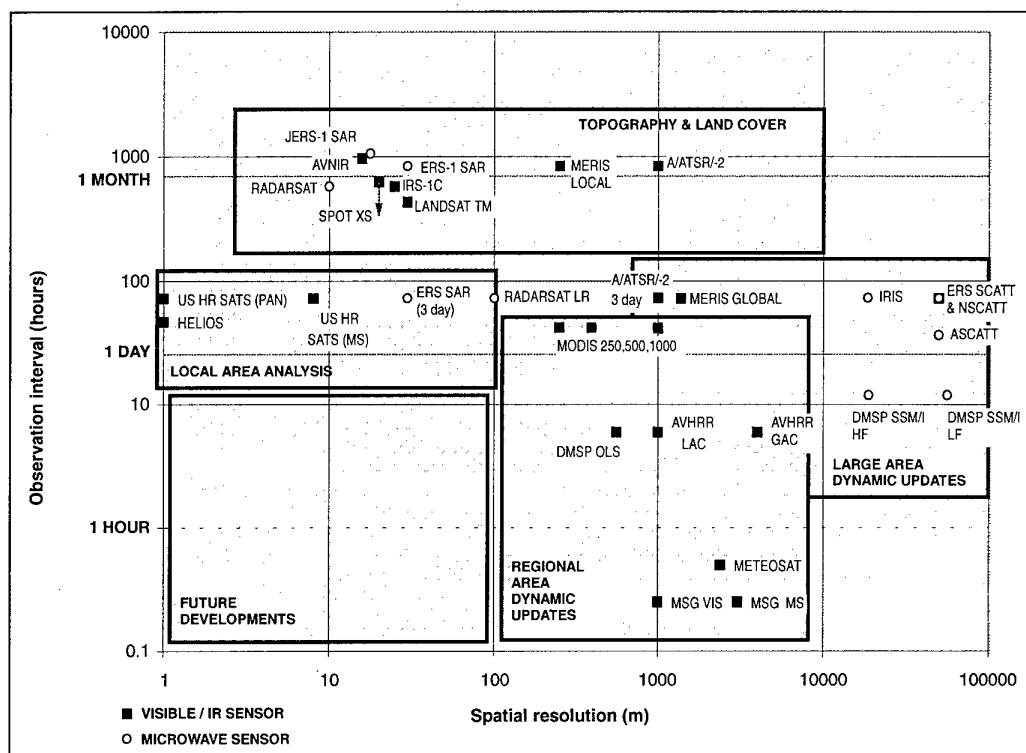 10000
TOPOGRAPHY & LAND COVER
JERS-1 SAR
1000
AVNIR
ERS-1 SAR
MERIS
LOCAL
A/ATSR/-2
1 MONTH
RADARSAT
IRS-1C
SPOT XS
LANDSAT TM
100
A/ATSR/-2
3 day
US HR SATS (PAN)
ERS SAR
(3 day)
RADARSAT LR
MERIS GLOBAL
IRIS
ERS SCATT
& NSCATT
HELIOS
US HR
SATS (MS)
ASCATT
1 DAY
MODIS 250,500,1000
LOCAL AREA ANALYSIS
10
DMSP SSM/I
HF
DMSP SSM/I
LF
DMSP OLS
AVHRR
LAC
AVHRR
GAC
LARGE AREA
DYNAMIC UPDATES
1 HOUR
METEOSAT
REGIONAL
AREA
DYNAMIC
UPDATES
FUTURE
DEVELOPMENTS
MSG VIS
MSG MS
0.1
1
10
100
1000
10000
100000
Observation interval (hours)
Spatial resolution (m)
VISIBLE / IR SENSOR
MICROWAVE SENSOR